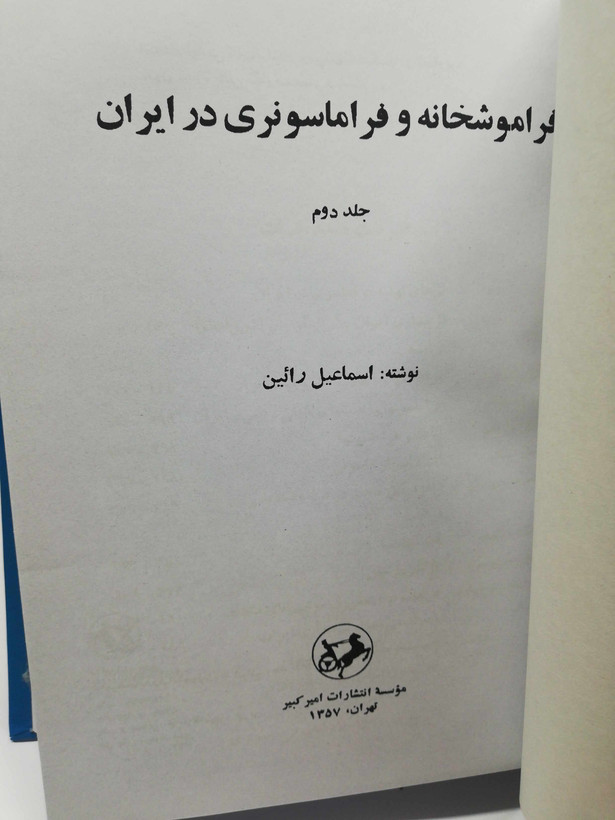 فراموشخانه و فراماسونری در ایران
جلد دوم
نوشته: اسماعیل رائین
مؤسسهٔ انتشارات امیرکبیر
تهران، ۱۳۵۷